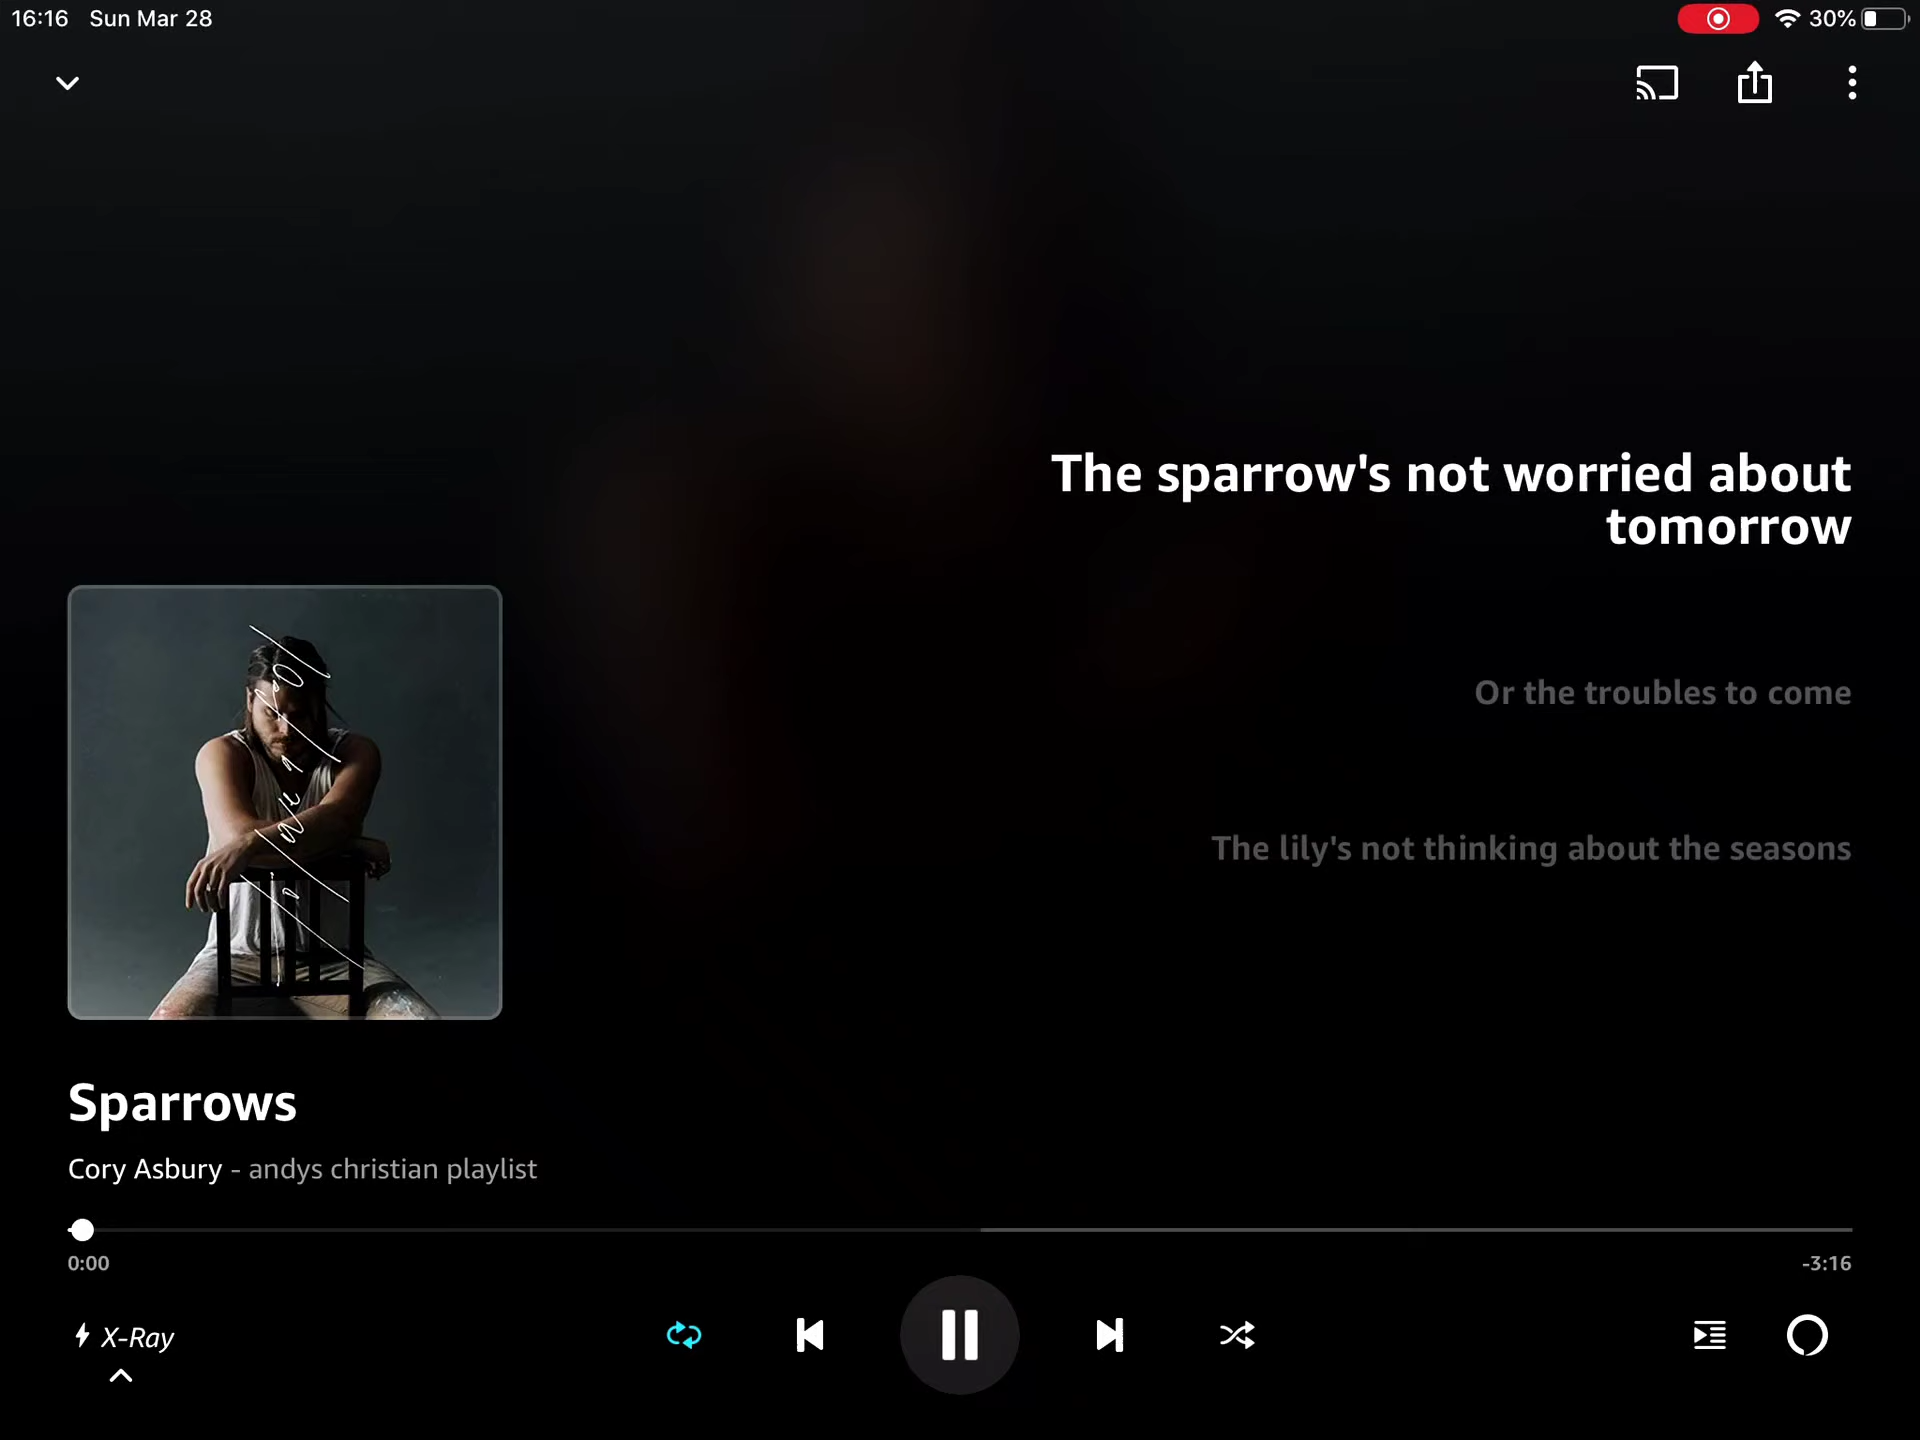 16:16 Sun Mar 28
30%
The sparrow's not worried about
tomorrow
Or the troubles to come
The lily's not thinking about the seasons
Sparrows
Cory Asbury - andys christian playlist
0:00
-3:16
X-Ray